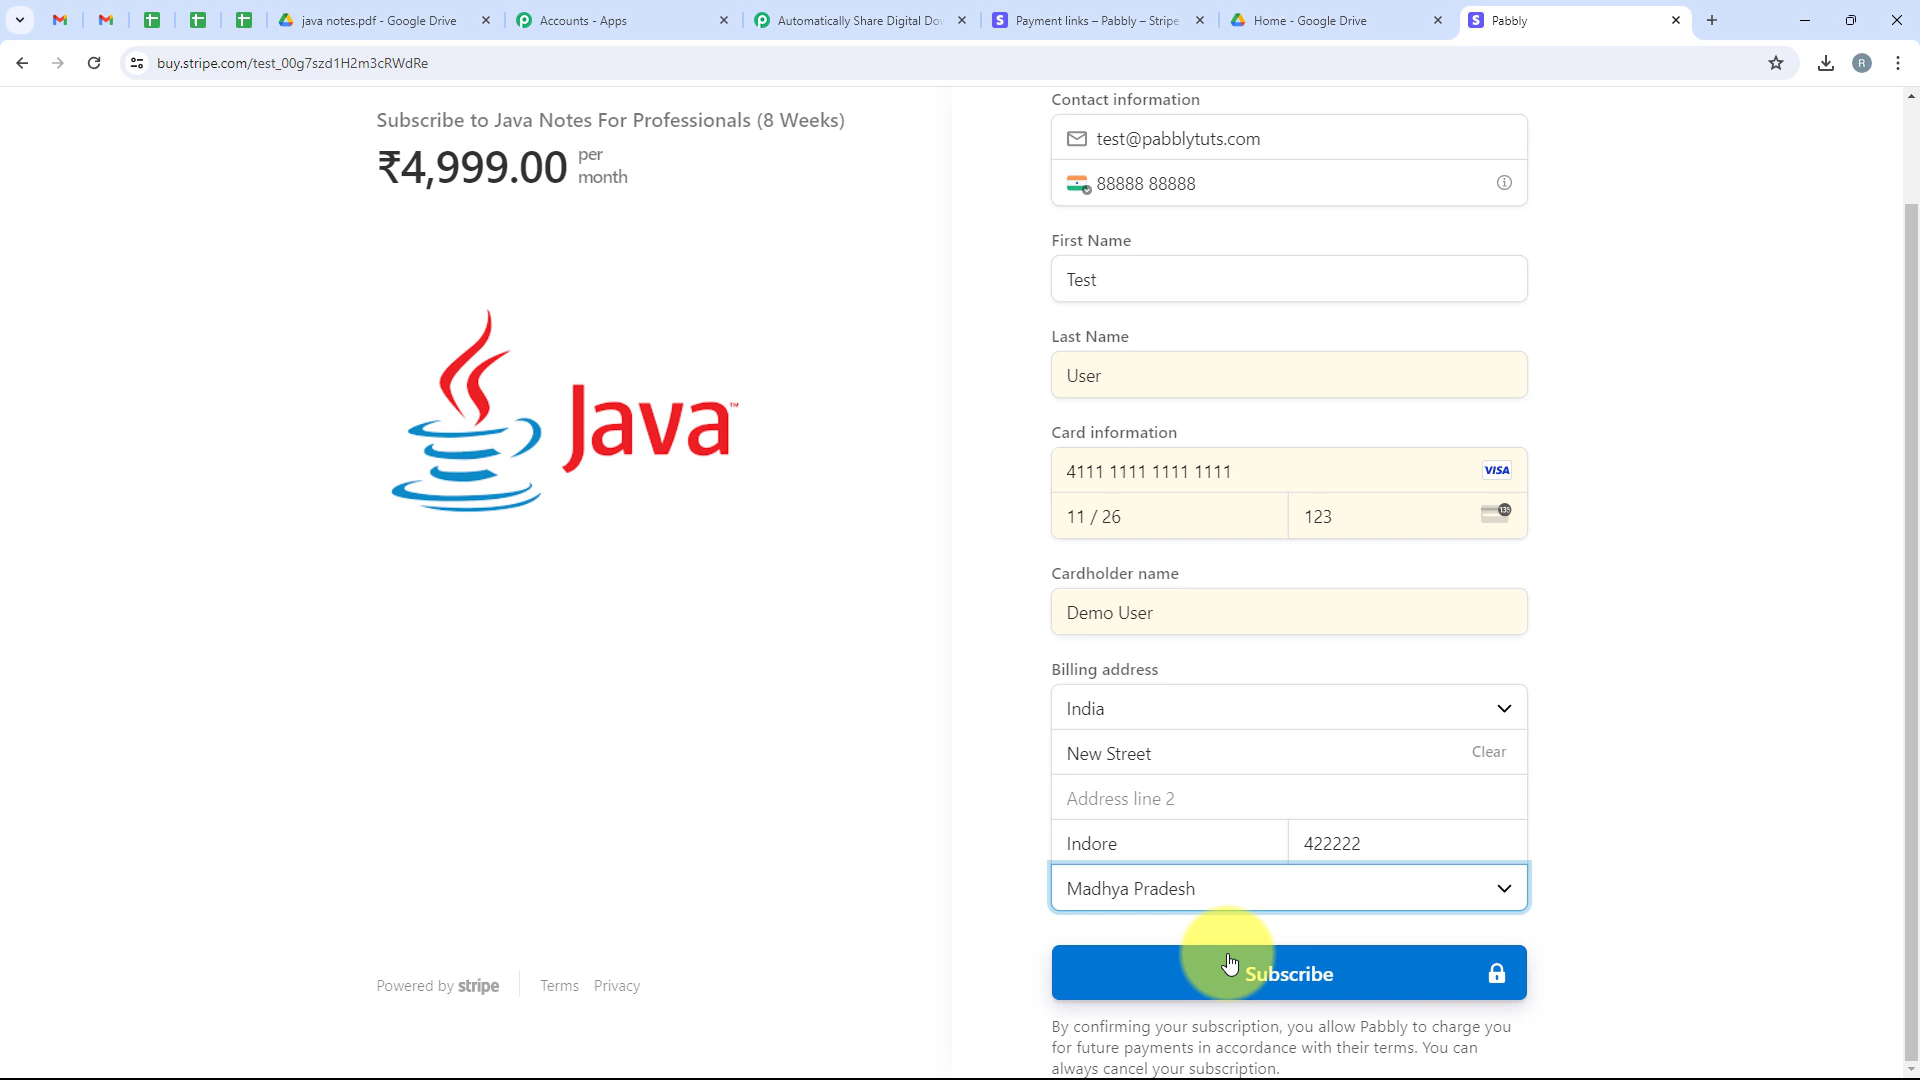 java notes.pdf - Google Drive
Accounts - Apps
Automatically Share Digital Do
Payment links – Pabbly – Stripe
Home - Google Drive
Pabbly
buy.stripe.com/test_00g7szd1H2m3cRWdRe
R
Subscribe to Java Notes For Professionals (8 Weeks)
₹4,999.00 per month
Java™
Powered by stripe
Terms Privacy
Contact information
test@pabblytuts.com
88888 88888
First Name
Test
Last Name
User
Card information
4111 1111 1111 1111 VISA
11 / 26 123 135
Cardholder name
Demo User
Billing address
India
New Street Clear
Address line 2
Indore 422222
Madhya Pradesh
Subscribe
By confirming your subscription, you allow Pabbly to charge you
for future payments in accordance with their terms. You can
always cancel your subscription.